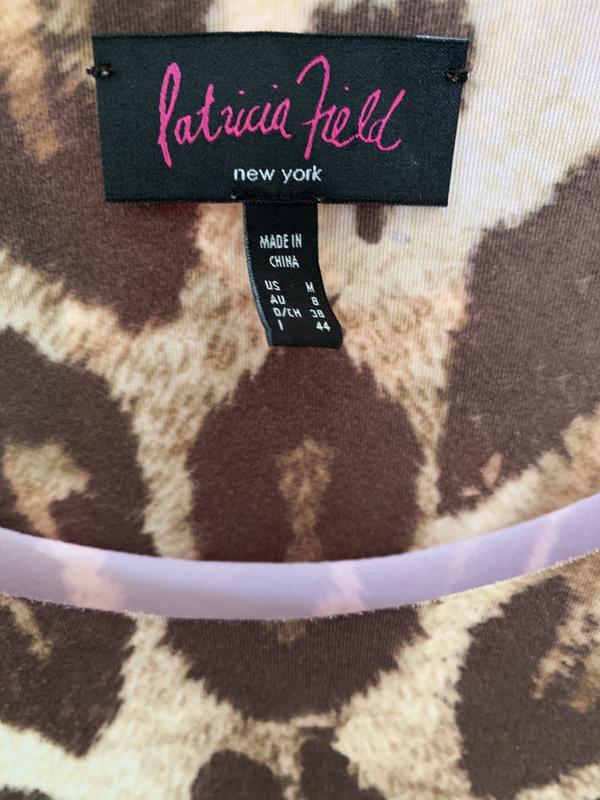 Patricia Field
new york
MADE IN
CHINA
US M
AU 8
D/CH 38
I 44